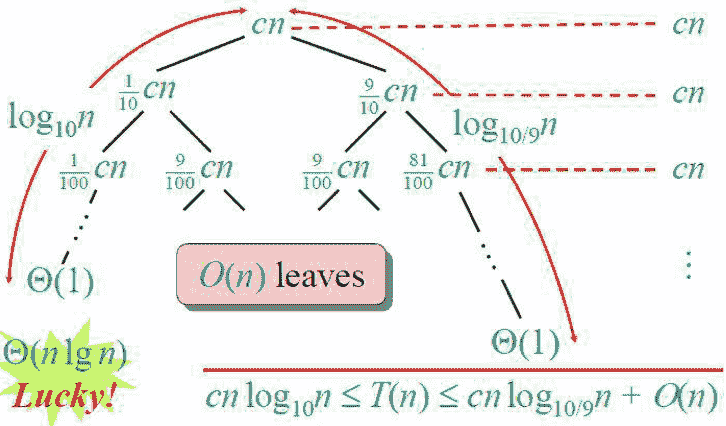 cn cn
1/10 cn 9/10 cn cn
log₁₀n log₁₀/₉n
1/100 cn 9/100 cn 9/100 cn 81/100 cn cn
⋮
Θ(1) O(n) leaves
Θ(1)
Θ(n lg n)
Lucky!
cn log₁₀n ≤ T(n) ≤ cn log₁₀/₉n + O(n)